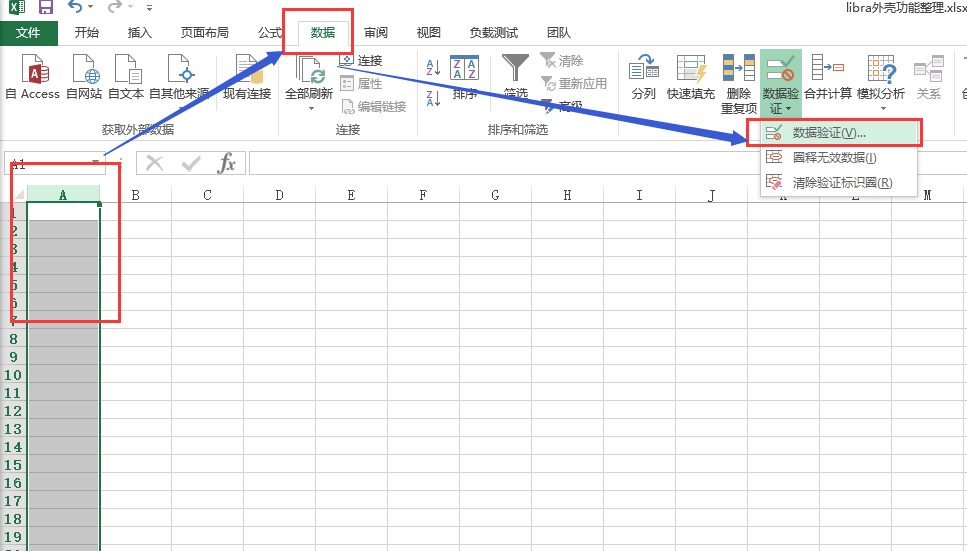 libra外壳功能整理.xlsx
文件 开始 插入 页面布局 公式 数据 审阅 视图 负载测试 团队
自 Access 自网站 自文本 自其他来源 现有连接 全部刷新 连接 属性 编辑链接 排序 筛选 清除 重新应用 高级 分列 快速填充 删除重复项 数据验证 合并计算 模拟分析 关系
获取外部数据 连接 排序和筛选
数据验证(V)...
圈释无效数据(I)
清除验证标识圈(R)
A1 fx
A B C D E F G H I J K L M
1
2
3
4
5
6
7
8
9
10
11
12
13
14
15
16
17
18
19